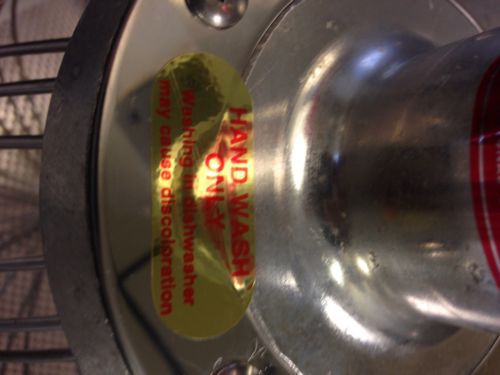 HAND WASH
ONLY
Washing in dishwasher
may cause discoloration